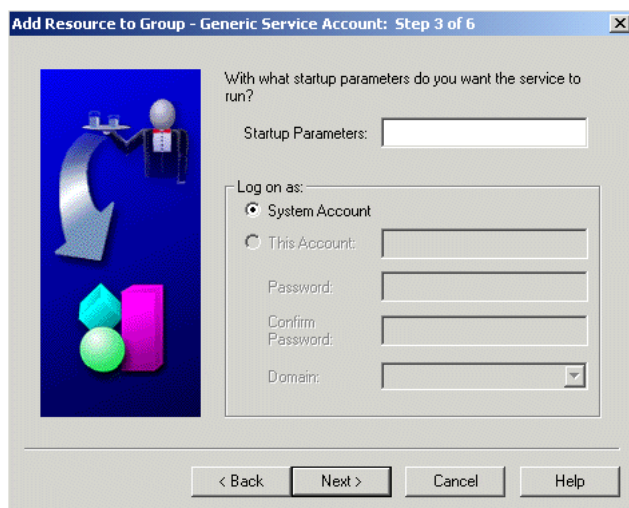 Add Resource to Group - Generic Service Account: Step 3 of 6
With what startup parameters do you want the service to
run?
Startup Parameters:
Log on as:
System Account
This Account:
Password:
Confirm
Password:
Domain:
< Back
Next >
Cancel
Help